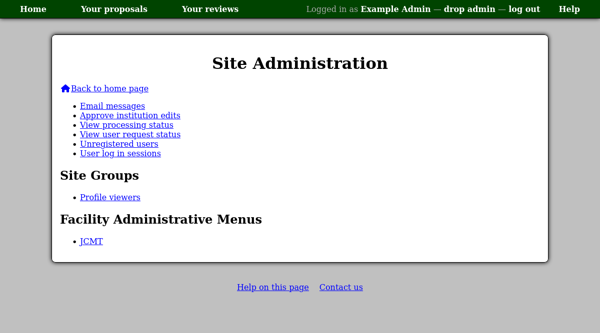 Home Your proposals Your reviews Logged in as Example Admin — drop admin — log out Help
Site Administration
Back to home page
Email messages
Approve institution edits
View processing status
View user request status
Unregistered users
User log in sessions
Site Groups
Profile viewers
Facility Administrative Menus
JCMT
Help on this page Contact us